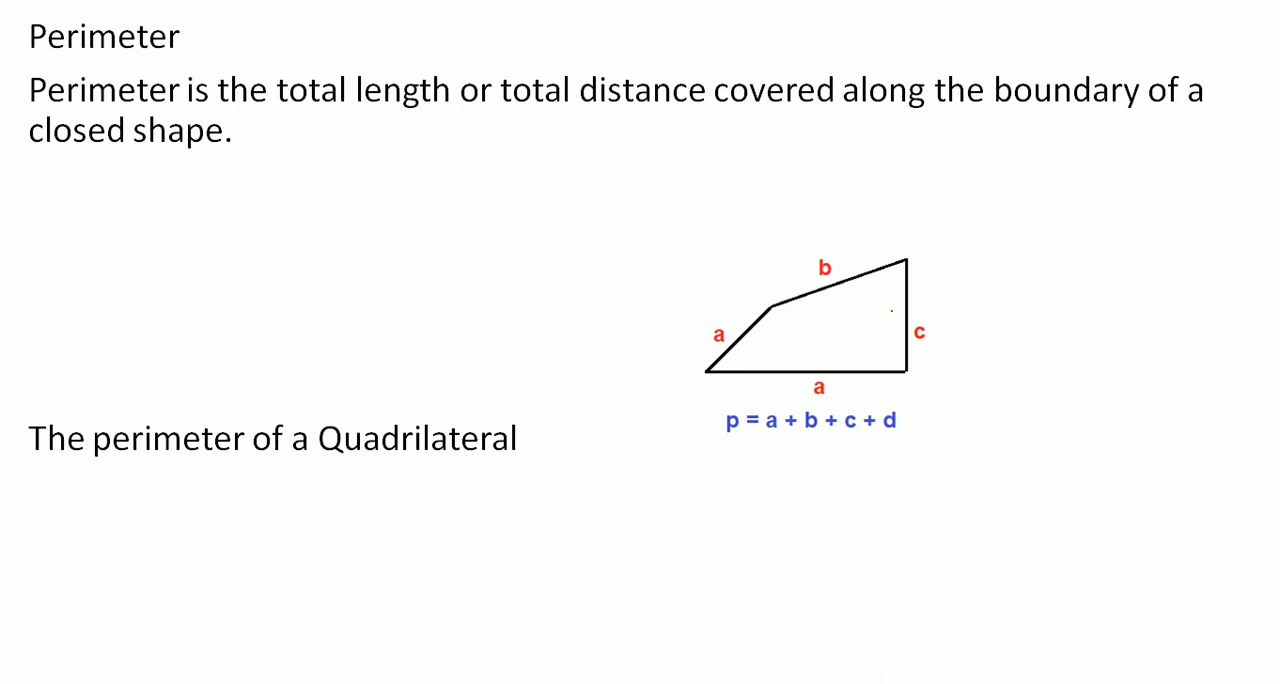 Perimeter
Perimeter is the total length or total distance covered along the boundary of a
closed shape.
b
a
c
a
p = a + b + c + d
The perimeter of a Quadrilateral